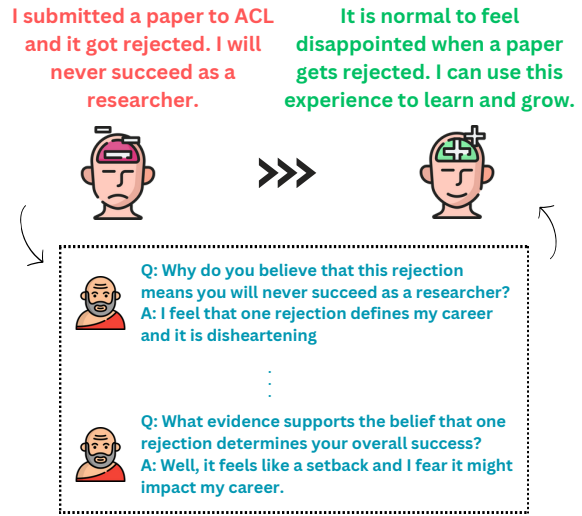 I submitted a paper to ACL
and it got rejected. I will
never succeed as a
researcher.
It is normal to feel
disappointed when a paper
gets rejected. I can use this
experience to learn and grow.
Q: Why do you believe that this rejection
means you will never succeed as a researcher?
A: I feel that one rejection defines my career
and it is disheartening
.
.
.
Q: What evidence supports the belief that one
rejection determines your overall success?
A: Well, it feels like a setback and I fear it might
impact my career.